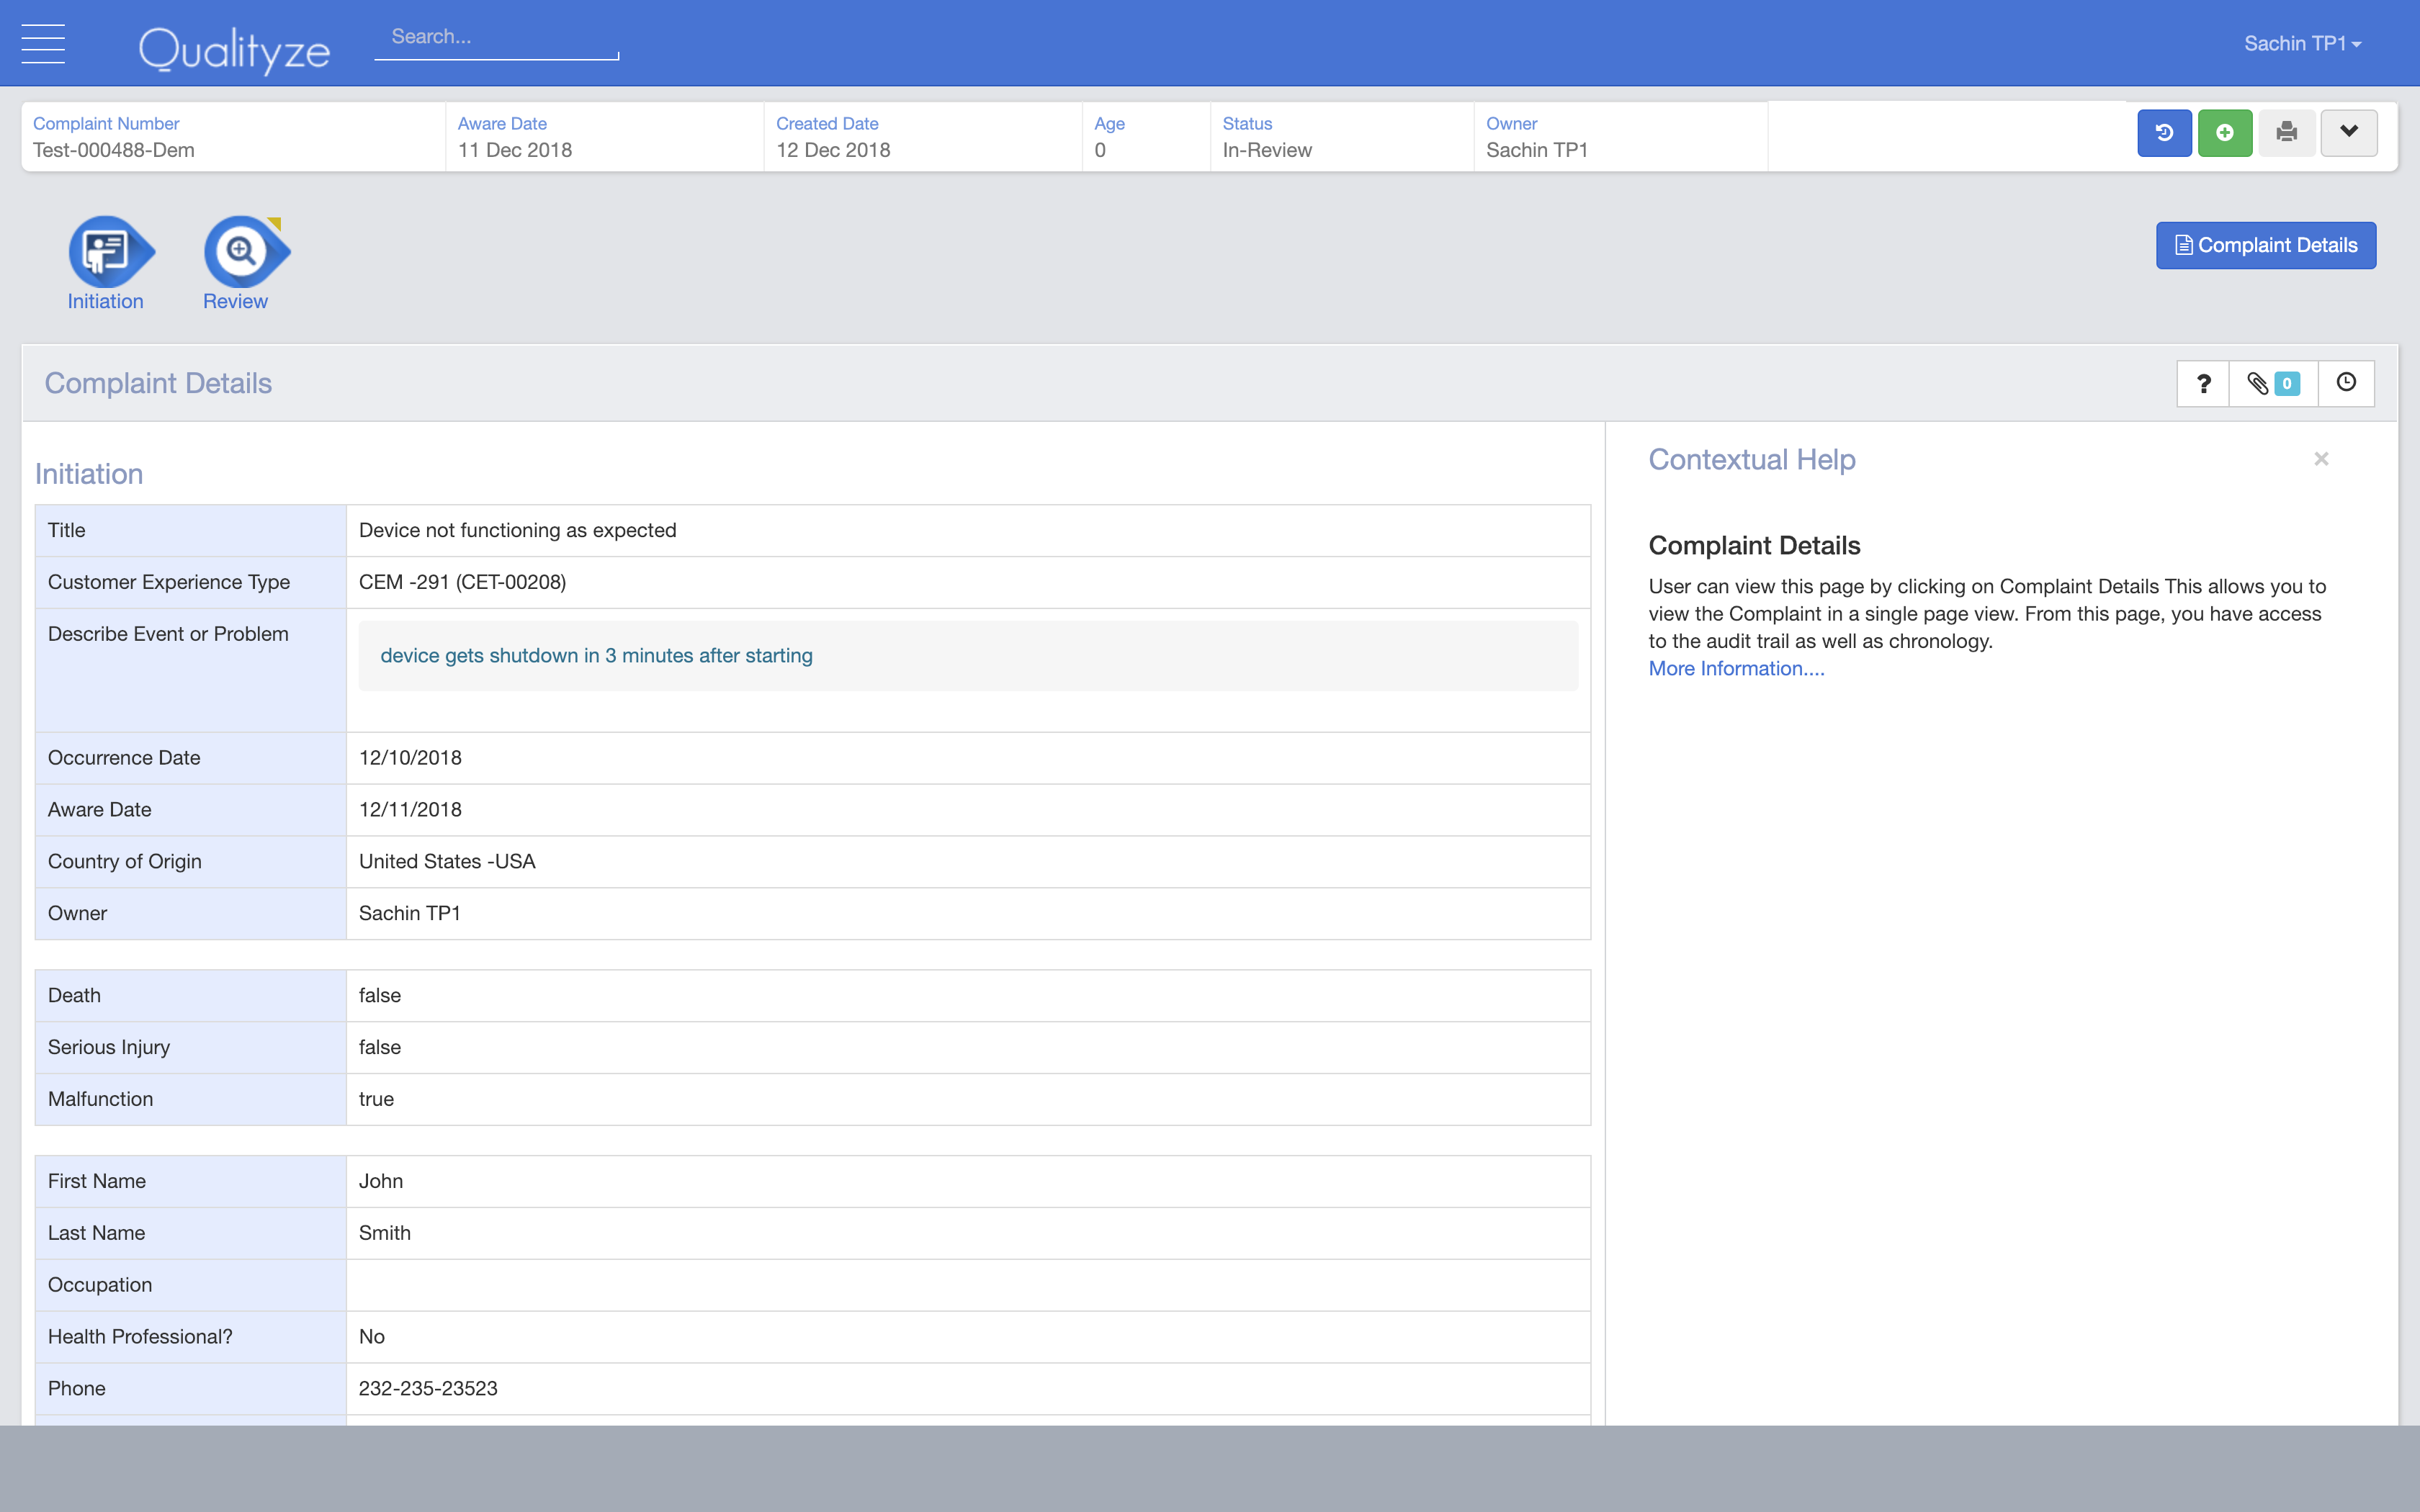 Qualityze
Search...
Sachin TP1
Complaint Number
Test-000488-Dem
Aware Date
11 Dec 2018
Created Date
12 Dec 2018
Age
0
Status
In-Review
Owner
Sachin TP1
Initiation
Review
Complaint Details
Complaint Details
?
0
Initiation
Title
Device not functioning as expected
Customer Experience Type
CEM -291 (CET-00208)
Describe Event or Problem
device gets shutdown in 3 minutes after starting
Occurrence Date
12/10/2018
Aware Date
12/11/2018
Country of Origin
United States -USA
Owner
Sachin TP1
Death
false
Serious Injury
false
Malfunction
true
First Name
John
Last Name
Smith
Occupation
Health Professional?
No
Phone
232-235-23523
Contextual Help
×
Complaint Details
User can view this page by clicking on Complaint Details This allows you to
view the Complaint in a single page view. From this page, you have access
to the audit trail as well as chronology.
More Information....